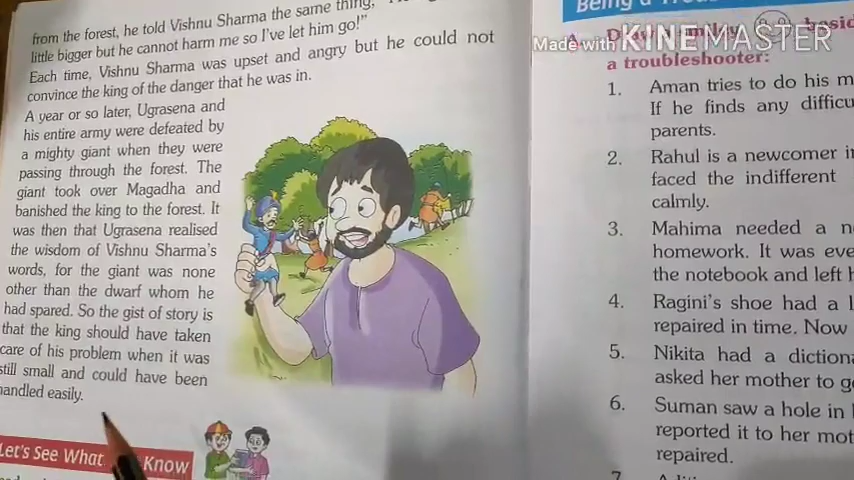 from the forest, he told Vishnu Sharma the same thing,
little bigger but he cannot harm me so I've let him go!"
Each time, Vishnu Sharma was upset and angry but he could not
convince the king of the danger that he was in.
A year or so later, Ugrasena and
his entire army were defeated by
a mighty giant when they were
passing through the forest. The
giant took over Magadha and
banished the king to the forest. It
was then that Ugrasena realised
the wisdom of Vishnu Sharma's
words, for the giant was none
other than the dwarf whom he
had spared. So the gist of story is
that the king should have taken
care of his problem when it was
still small and could have been
handled easily.
Let's See What Know
Being a
Made with KINEMASTER
A. Draw a smiley besid
a troubleshooter:
1. Aman tries to do his m
If he finds any difficu
parents.
2. Rahul is a newcomer i
faced the indifferent
calmly.
3. Mahima needed a n
homework. It was eve
the notebook and left h
4. Ragini's shoe had a l
repaired in time. Now
5. Nikita had a dictiona
asked her mother to g
6. Suman saw a hole in
reported it to her mot
repaired.
7.